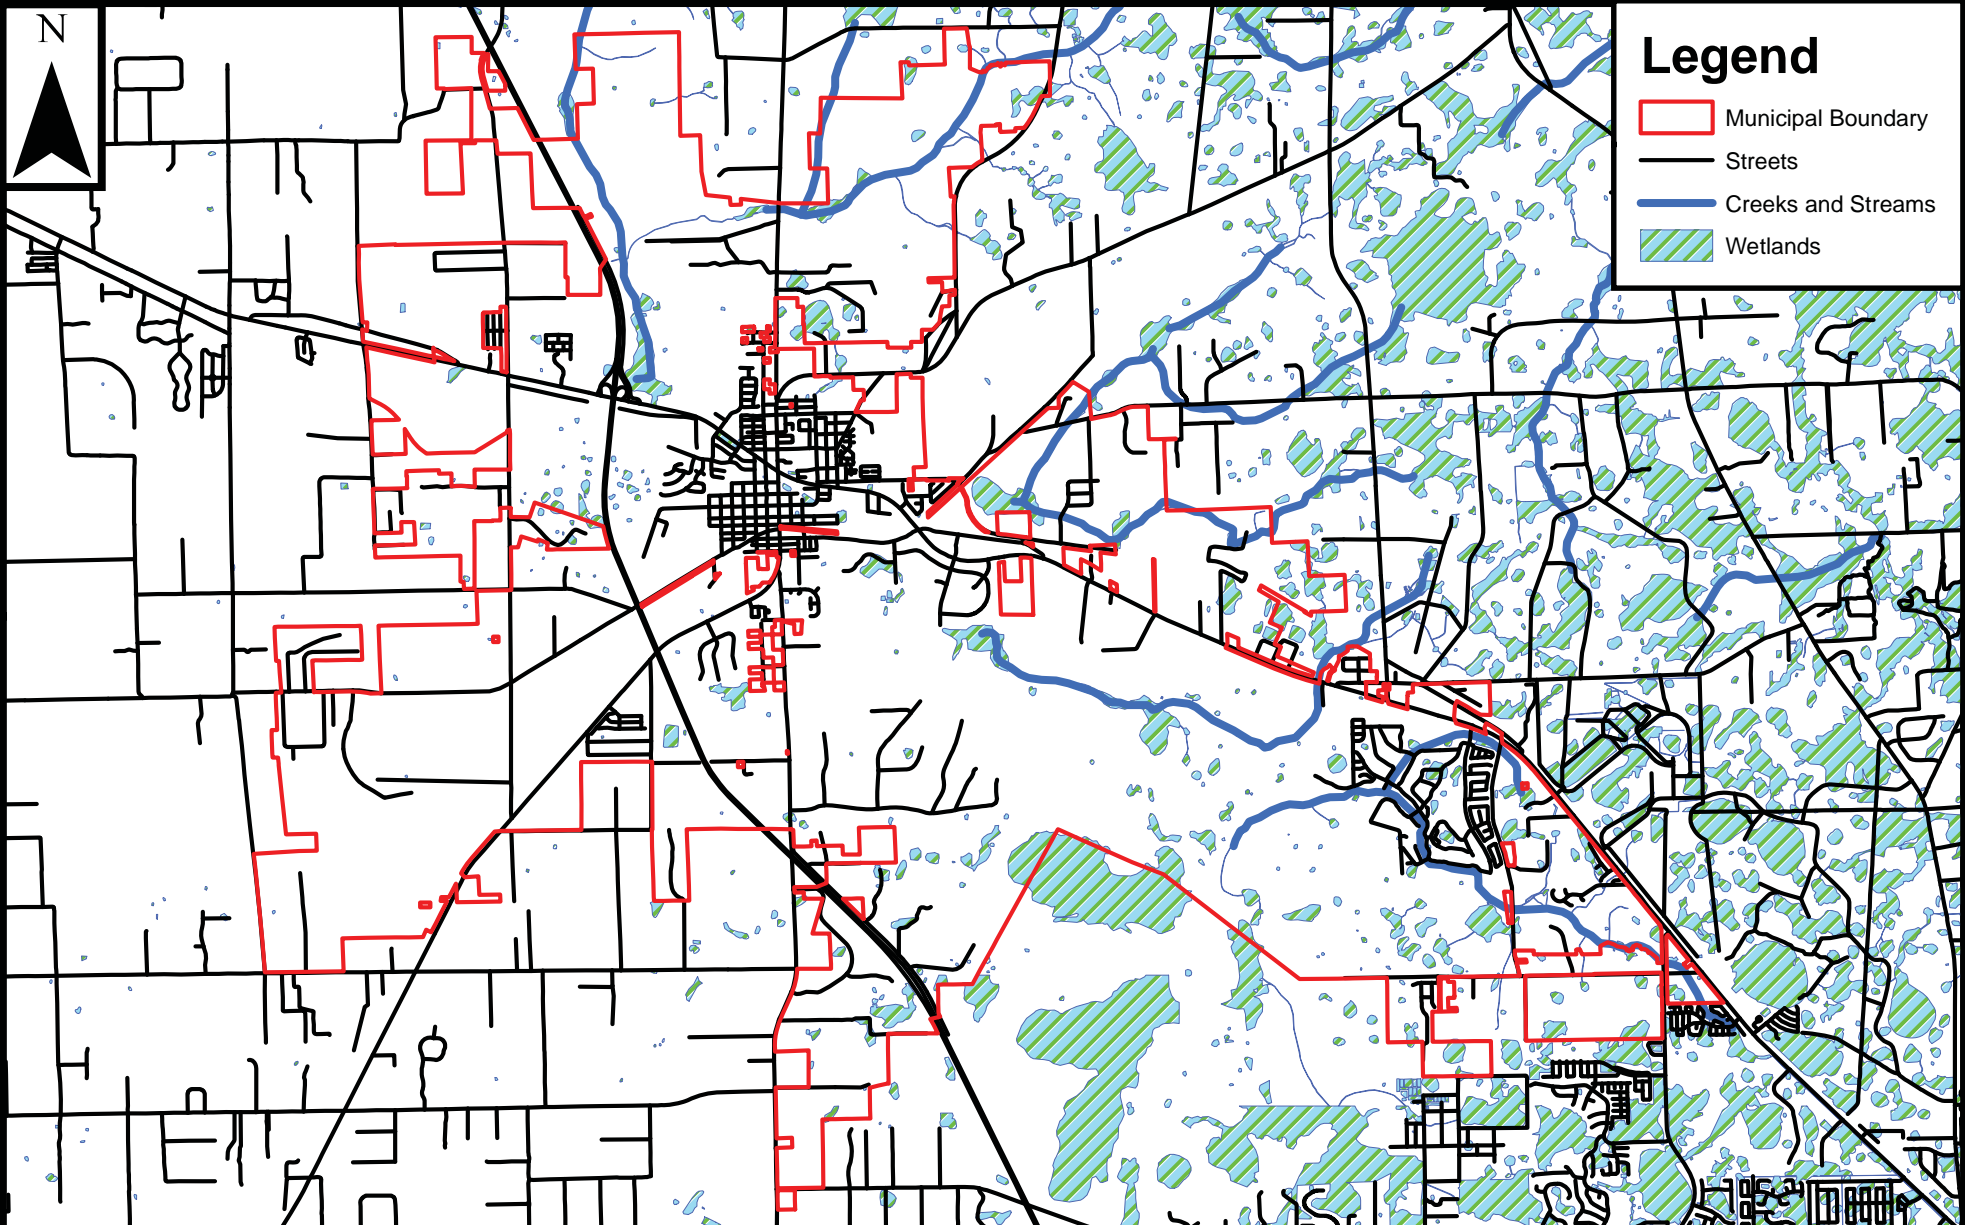 N
Legend
Municipal Boundary
Streets
Creeks and Streams
Wetlands